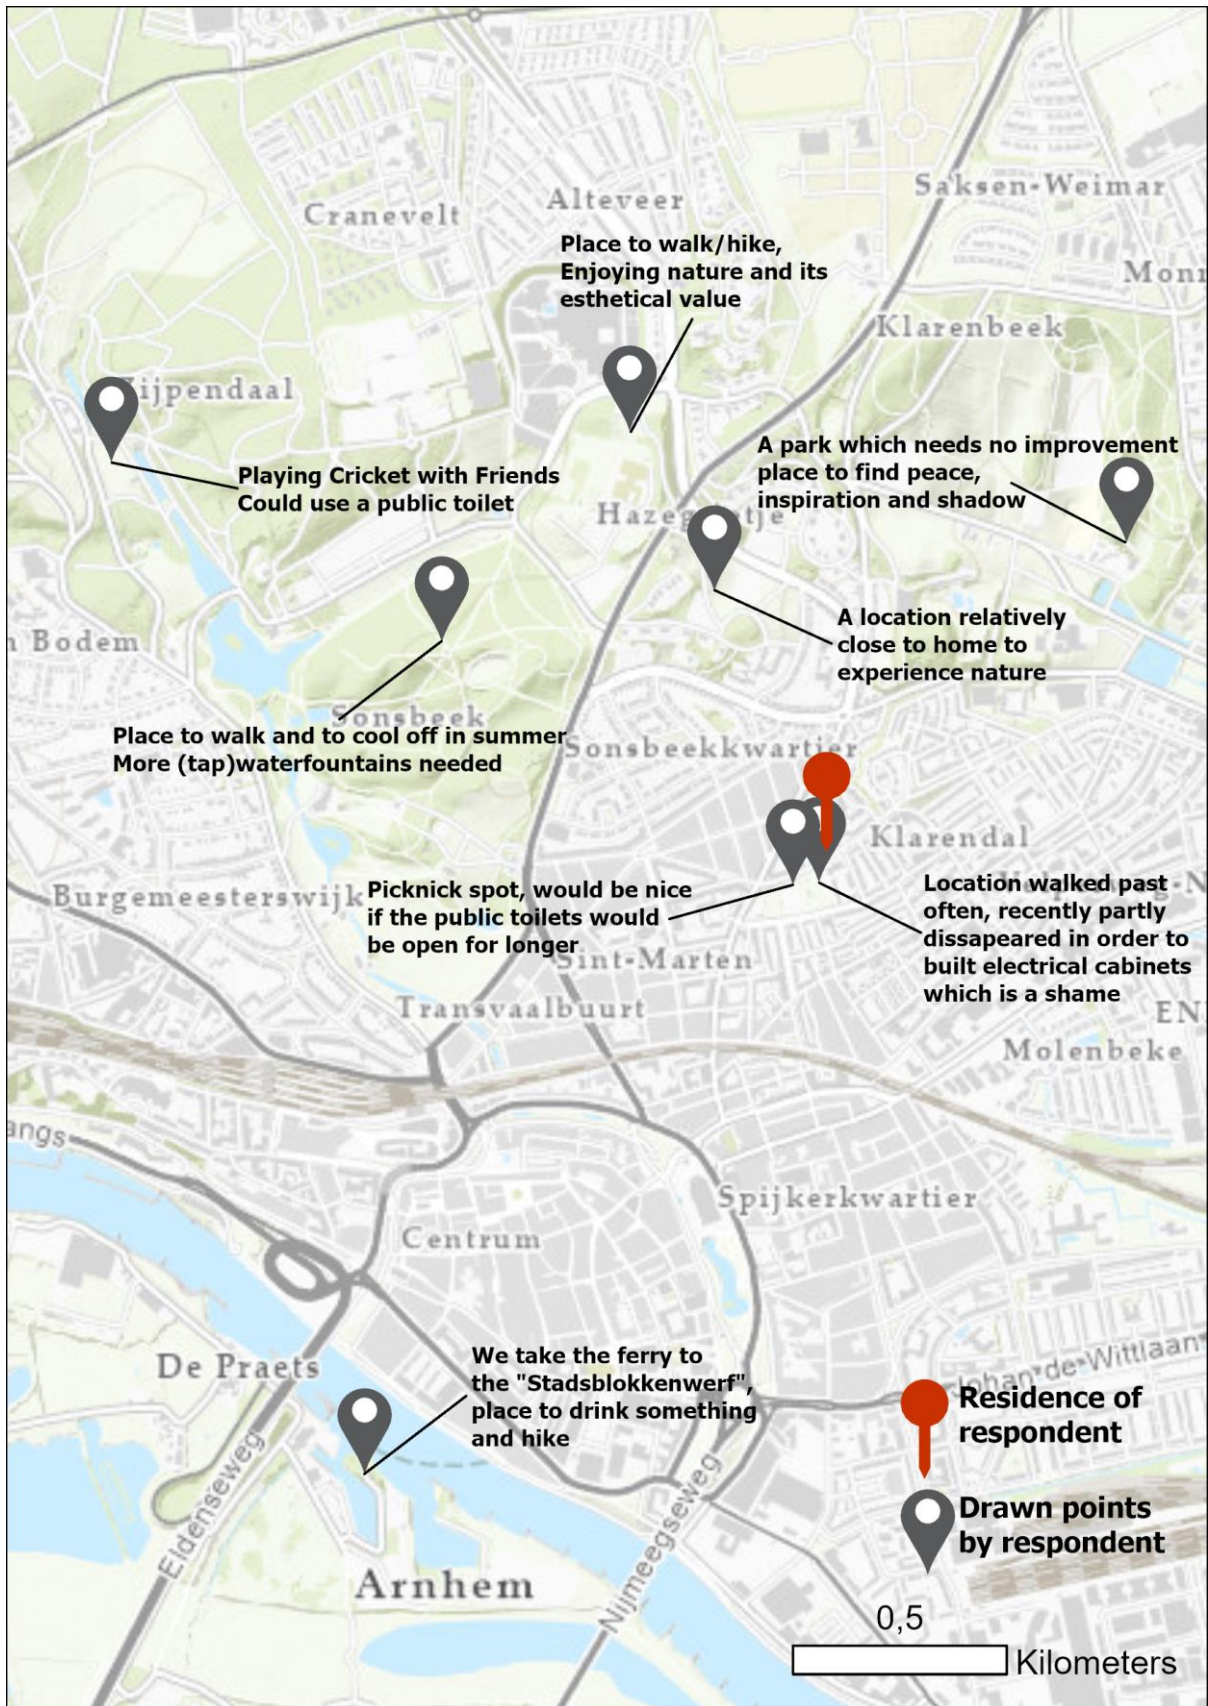 Cranevelt
Alteveer
Saksen-Weimar
Place to walk/hike,
Enjoying nature and its
esthetical value
Klarenbeek
Playing Cricket with Friends
Could use a public toilet
A park which needs no improvement
place to find peace,
inspiration and shadow
A location relatively
close to home to
experience nature
Bodem
Sonsbeek
Place to walk and to cool off in summer
More (tap)waterfountains needed
Sonsbeekkwartier
Klarendal
Burgemeesterswijk
Picknick spot, would be nice
if the public toilets would
be open for longer
Location walked past
often, recently partly
dissapeared in order to
built electrical cabinets
which is a shame
Sint-Marten
Transvaalbuurt
Molenbeke
Spijkerkwartier
Centrum
De Praets
We take the ferry to
the "Stadsblokkenwerf",
place to drink something
and hike
Johan de Wittlaan
Eldenseweg
Nijmeegseweg
Arnhem
Residence of
respondent
Drawn points
by respondent
0,5
Kilometers